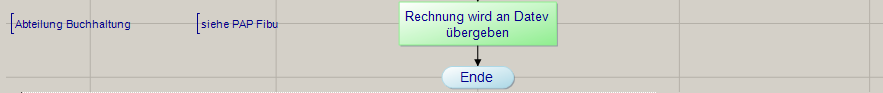 Abteilung Buchhaltung
siehe PAP Fibu
Rechnung wird an Datev
übergeben
Ende